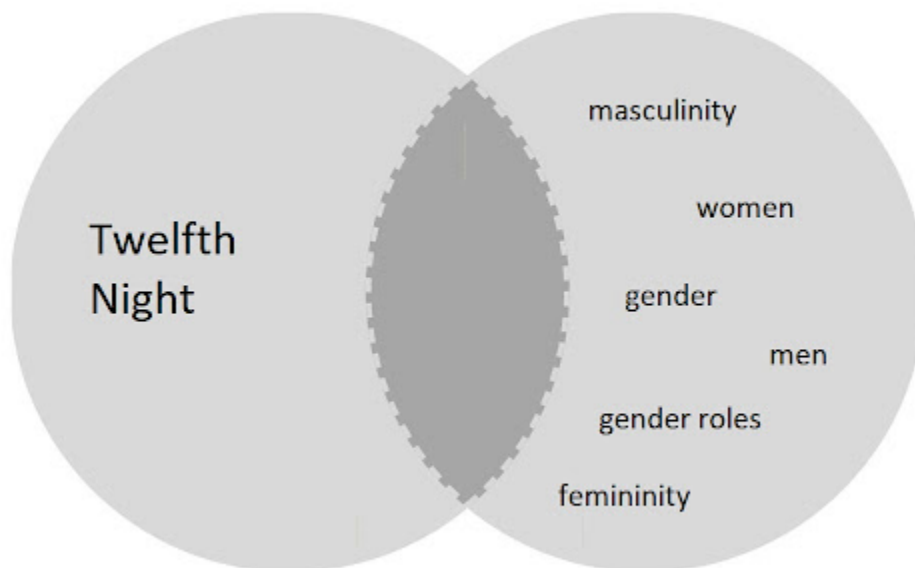 Twelfth
Night
masculinity
women
gender
men
gender roles
femininity